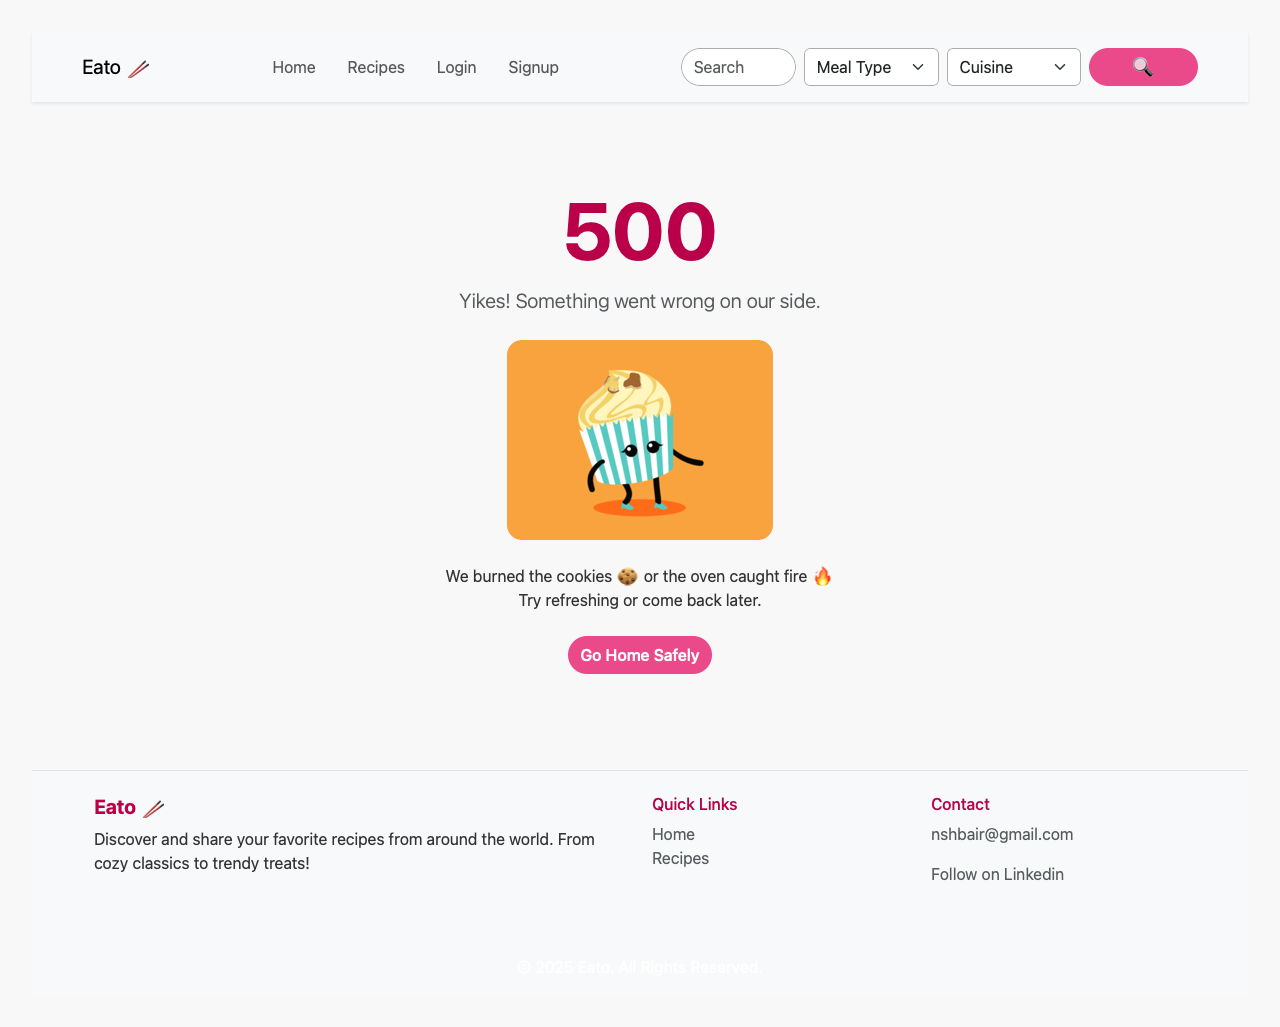 Eato 🥢
Home
Recipes
Login
Signup
Search
Meal Type
Cuisine
🔍
500
Yikes! Something went wrong on our side.
We burned the cookies 🍪 or the oven caught fire 🔥
Try refreshing or come back later.
Go Home Safely
Eato 🥢
Discover and share your favorite recipes from around the world. From
cozy classics to trendy treats!
Quick Links
Home
Recipes
Contact
nshbair@gmail.com
Follow on Linkedin
© 2025 Eato. All Rights Reserved.